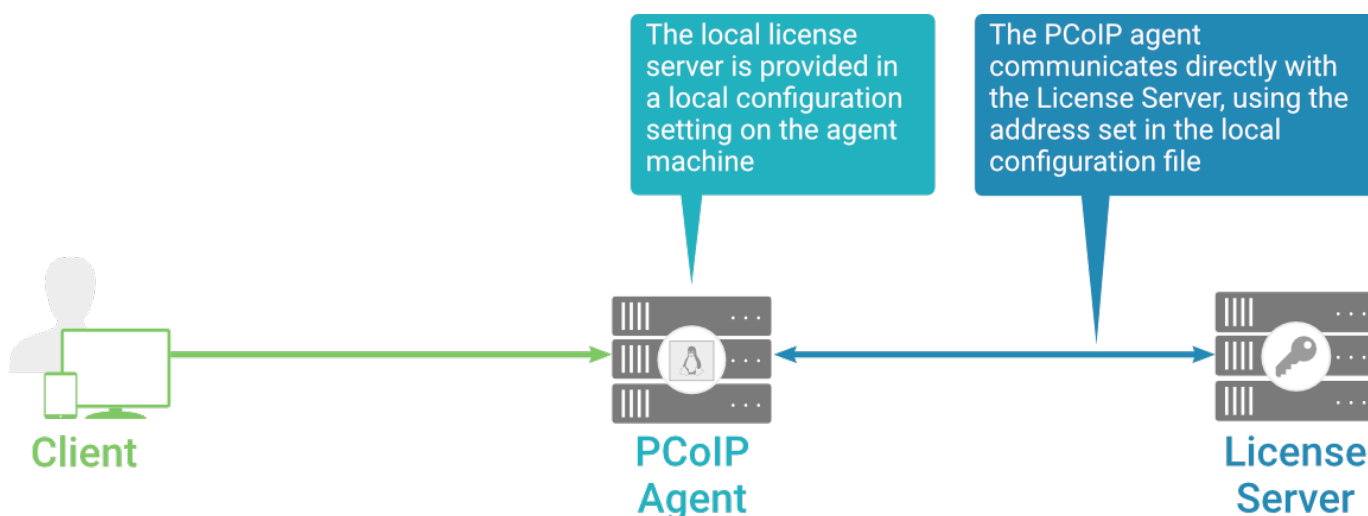 The local license
server is provided in
a local configuration
setting on the agent
machine
The PCoIP agent
communicates directly with
the License Server, using the
address set in the local
configuration file
Client
PCoIP
Agent
License
Server